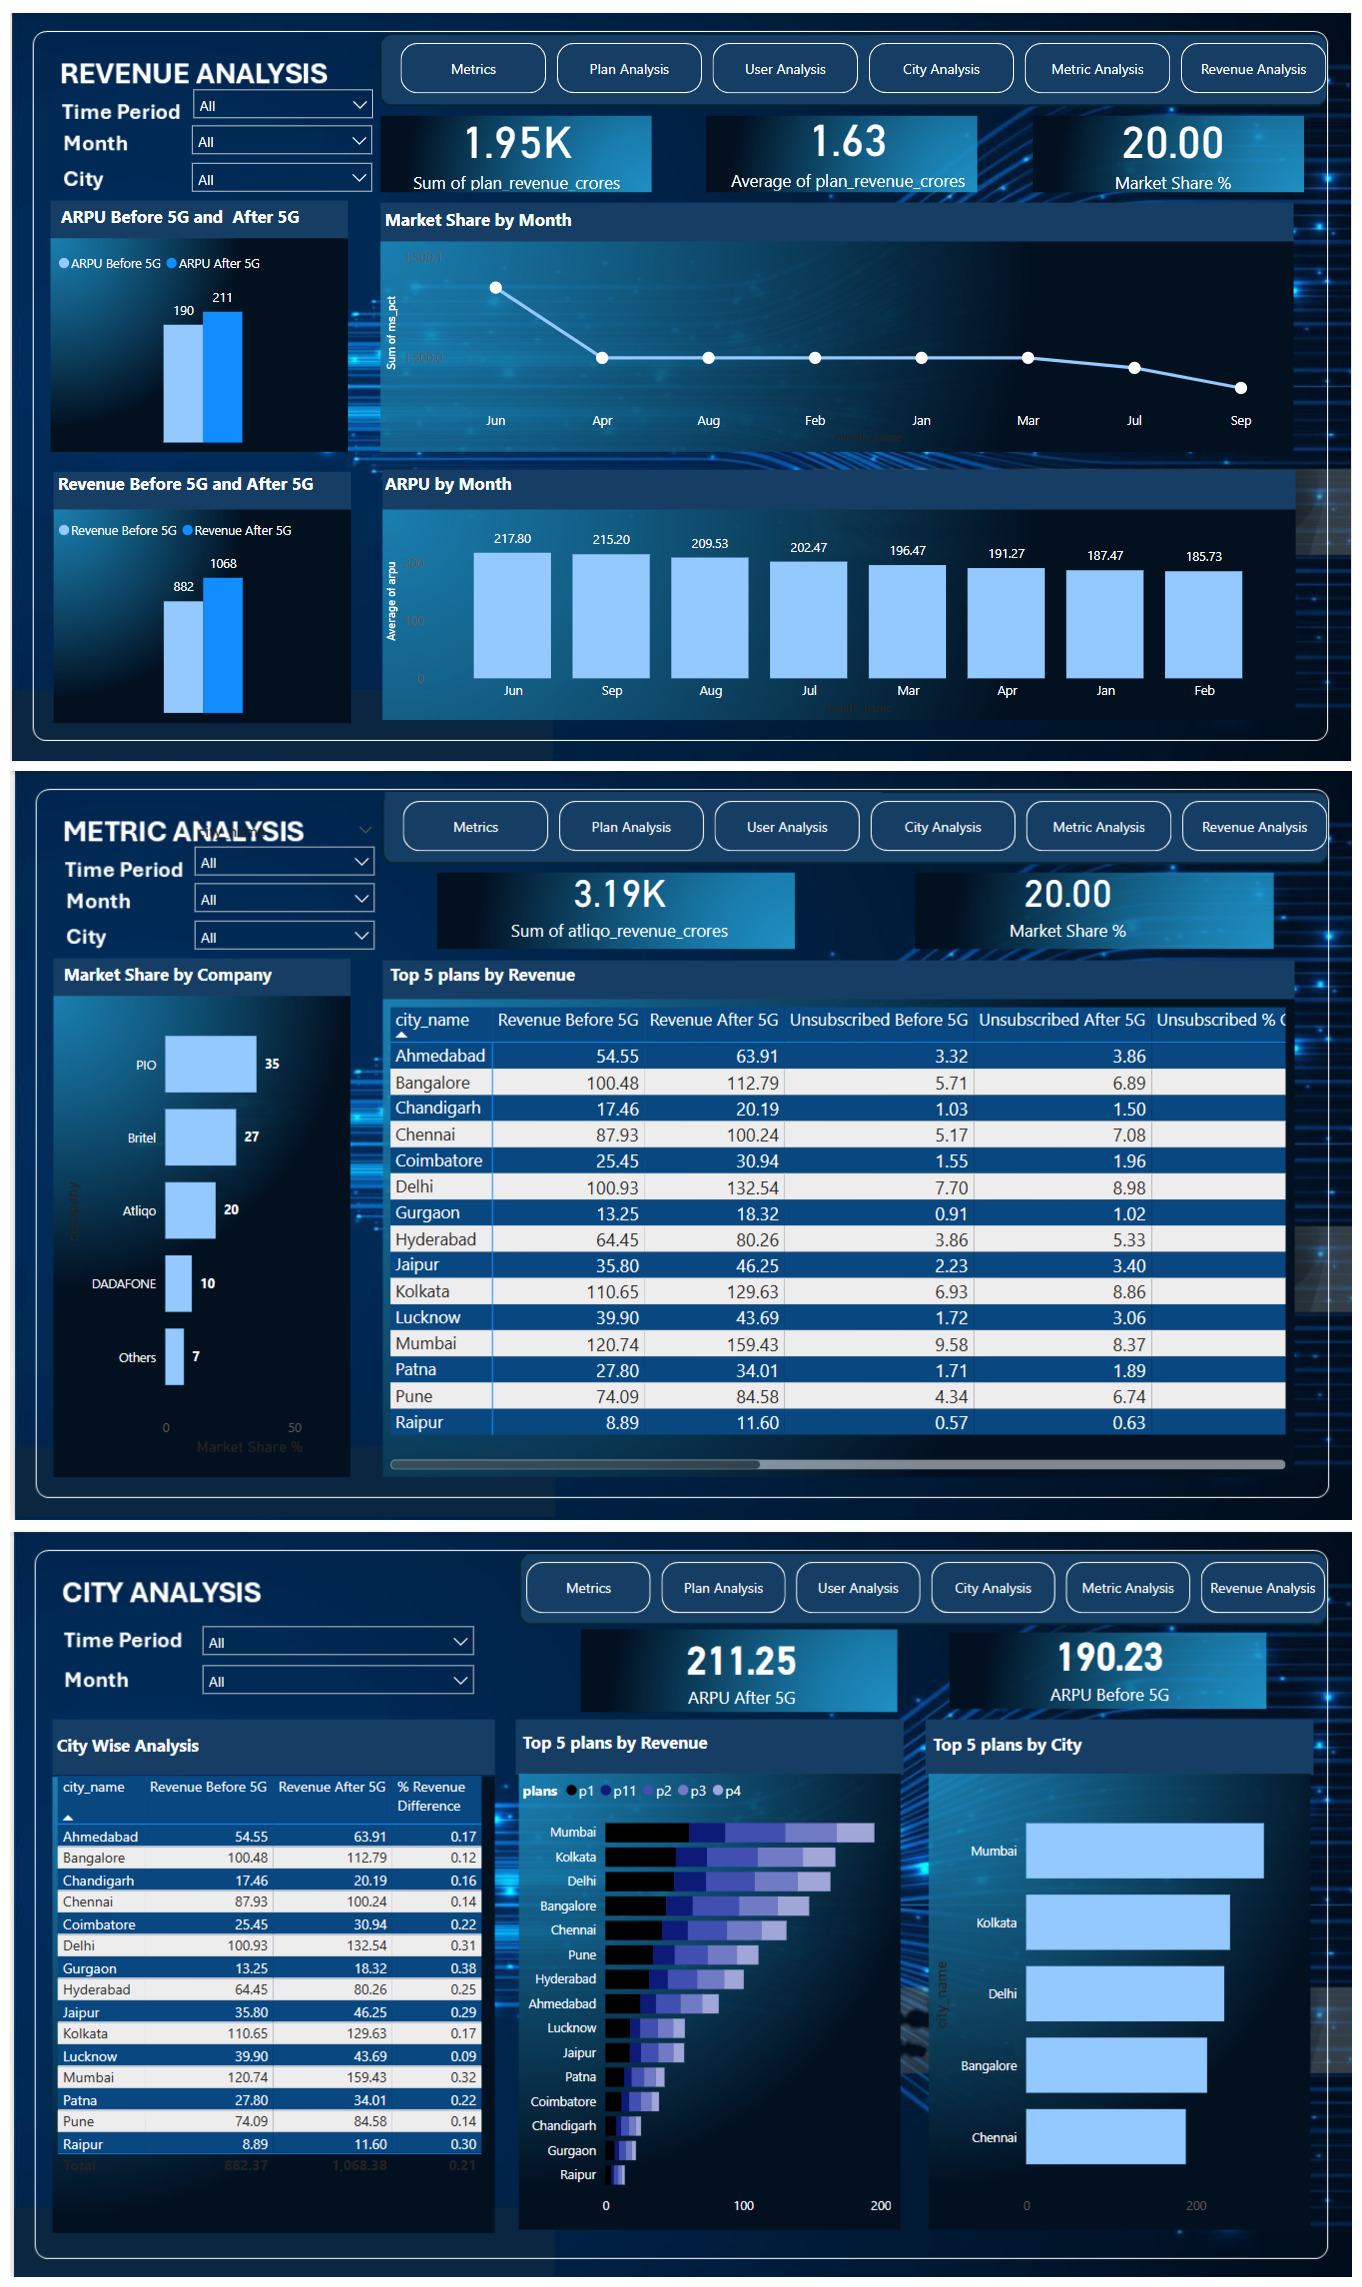 REVENUE ANALYSIS
Metrics
Plan Analysis
User Analysis
City Analysis
Metric Analysis
Revenue Analysis
Time Period
All
Month
All
City
All
1.95K
Sum of plan_revenue_crores
1.63
Average of plan_revenue_crores
20.00
Market Share %
ARPU Before 5G and After 5G
ARPU Before 5G ARPU After 5G
190
211
Market Share by Month
Sum of ms_pct
Jun Apr Aug Feb Jan Mar Jul Sep
Revenue Before 5G and After 5G
Revenue Before 5G Revenue After 5G
882
1068
ARPU by Month
Average of arpu
200
100
0
217.80 215.20 209.53 202.47 196.47 191.27 187.47 185.73
Jun Sep Aug Jul Mar Apr Jan Feb
METRIC ANALYSIS
city_name
Metrics
Plan Analysis
User Analysis
City Analysis
Metric Analysis
Revenue Analysis
Time Period
All
Month
All
City
All
3.19K
Sum of atliqo_revenue_crores
20.00
Market Share %
Market Share by Company
company
PIO 35
Britel 27
Atliqo 20
DADAFONE 10
Others 7
0 50
Market Share %
Top 5 plans by Revenue
city_name Revenue Before 5G Revenue After 5G Unsubscribed Before 5G Unsubscribed After 5G Unsubscribed %
Ahmedabad 54.55 63.91 3.32 3.86
Bangalore 100.48 112.79 5.71 6.89
Chandigarh 17.46 20.19 1.03 1.50
Chennai 87.93 100.24 5.17 7.08
Coimbatore 25.45 30.94 1.55 1.96
Delhi 100.93 132.54 7.70 8.98
Gurgaon 13.25 18.32 0.91 1.02
Hyderabad 64.45 80.26 3.86 5.33
Jaipur 35.80 46.25 2.23 3.40
Kolkata 110.65 129.63 6.93 8.86
Lucknow 39.90 43.69 1.72 3.06
Mumbai 120.74 159.43 9.58 8.37
Patna 27.80 34.01 1.71 1.89
Pune 74.09 84.58 4.34 6.74
Raipur 8.89 11.60 0.57 0.63
CITY ANALYSIS
Metrics
Plan Analysis
User Analysis
City Analysis
Metric Analysis
Revenue Analysis
Time Period
All
Month
All
211.25
ARPU After 5G
190.23
ARPU Before 5G
City Wise Analysis
city_name Revenue Before 5G Revenue After 5G % Revenue
Difference
Ahmedabad 54.55 63.91 0.17
Bangalore 100.48 112.79 0.12
Chandigarh 17.46 20.19 0.16
Chennai 87.93 100.24 0.14
Coimbatore 25.45 30.94 0.22
Delhi 100.93 132.54 0.31
Gurgaon 13.25 18.32 0.38
Hyderabad 64.45 80.26 0.25
Jaipur 35.80 46.25 0.29
Kolkata 110.65 129.63 0.17
Lucknow 39.90 43.69 0.09
Mumbai 120.74 159.43 0.32
Patna 27.80 34.01 0.22
Pune 74.09 84.58 0.14
Raipur 8.89 11.60 0.30
Total 882.37 1,068.38 0.21
Top 5 plans by Revenue
plans p1 p11 p2 p3 p4
Mumbai
Kolkata
Delhi
Bangalore
Chennai
Pune
Hyderabad
Ahmedabad
Lucknow
Jaipur
Patna
Coimbatore
Chandigarh
Gurgaon
Raipur
0 100 200
Top 5 plans by City
city_name
Mumbai
Kolkata
Delhi
Bangalore
Chennai
0 200